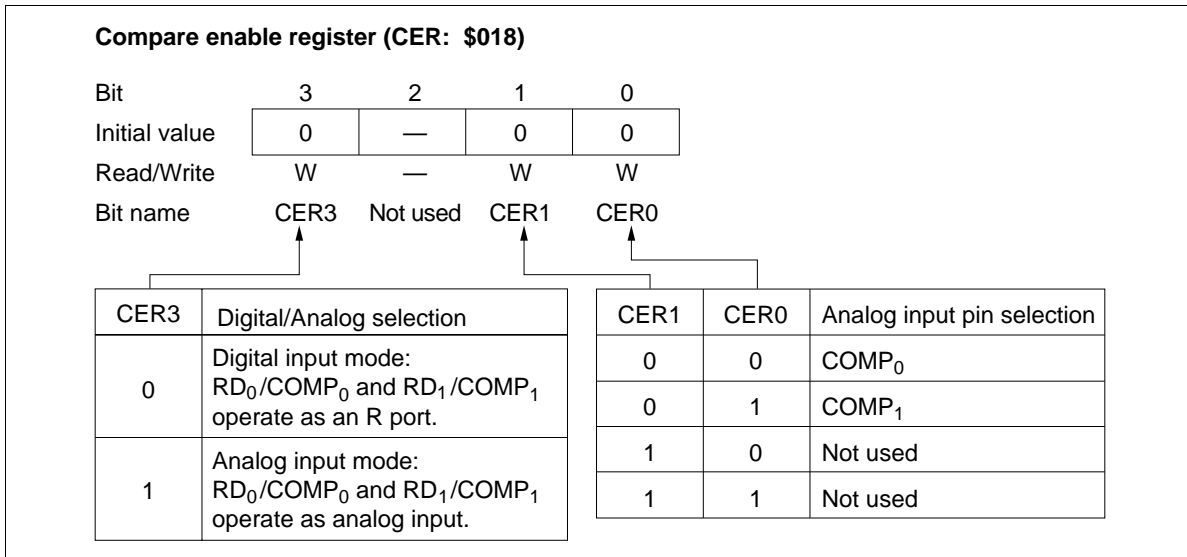 Compare enable register (CER: $018)
Bit 3 2 1 0
Initial value 0 — 0 0
Read/Write W — W W
Bit name CER3 Not used CER1 CER0
CER3 Digital/Analog selection
0 Digital input mode:
RD₀/COMP₀ and RD₁/COMP₁
operate as an R port.
1 Analog input mode:
RD₀/COMP₀ and RD₁/COMP₁
operate as analog input.
CER1 CER0 Analog input pin selection
0 0 COMP₀
0 1 COMP₁
1 0 Not used
1 1 Not used